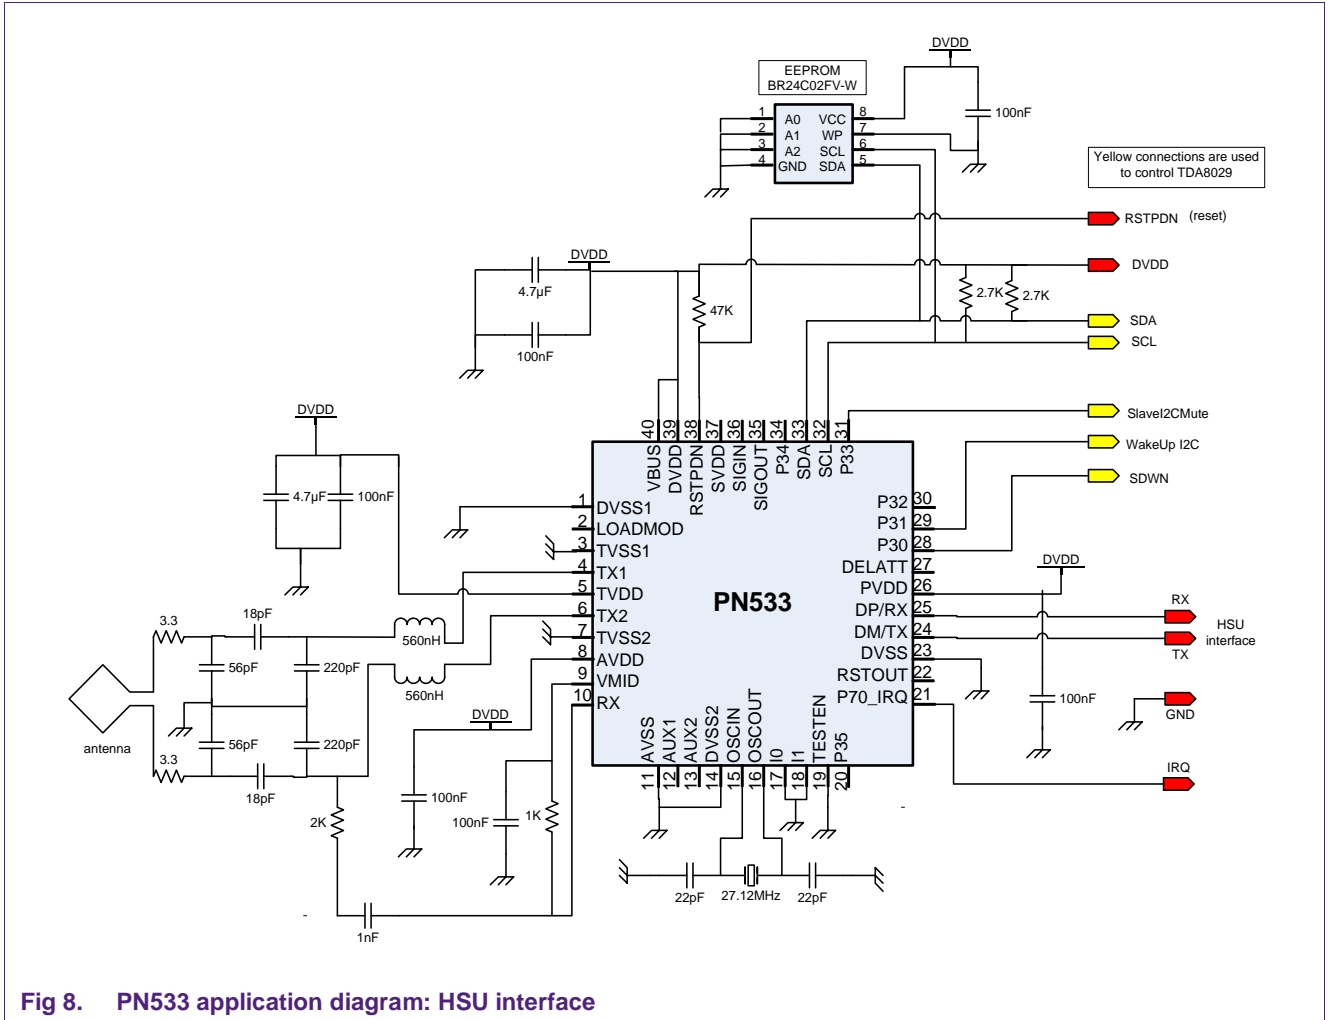 DVDD
EEPROM
BR24C02FV-W
1 A0 VCC 8
2 A1 WP 7
3 A2 SCL 6
4 GND SDA 5
100nF
Yellow connections are used
to control TDA8029
RSTPDN (reset)
DVDD
DVDD
4.7µF
100nF
47K
2.7K
2.7K
SDA
SCL
SlaveI2CMute
WakeUp I2C
SDWN
40 39 38 37 36 35 34 33 32 31
VBUS DVDD RSTPDN SVDD SIGIN SIGOUT P34 SDA SCL P33
DVDD
4.7µF
100nF
1 DVSS1
2 LOADMOD
3 TVSS1
4 TX1
5 TVDD
6 TX2
7 TVSS2
8 AVDD
9 VMID
10 RX
PN533
P32 30
P31 29
P30 28
DELATT 27
PVDD 26
DP/RX 25
DM/TX 24
DVSS 23
RSTOUT 22
P70_IRQ 21
DVDD
RX
HSU
interface
TX
100nF
GND
IRQ
3.3
18pF
56pF
220pF
560nH
560nH
antenna
56pF
220pF
3.3
18pF
2K
DVDD
100nF
100nF
1K
1nF
AVSS AUX1 AUX2 DVSS2 OSCIN OSCOUT I0 I1 TESTEN P35
11 12 13 14 15 16 17 18 19 20
22pF
27.12MHz
22pF
Fig 8. PN533 application diagram: HSU interface